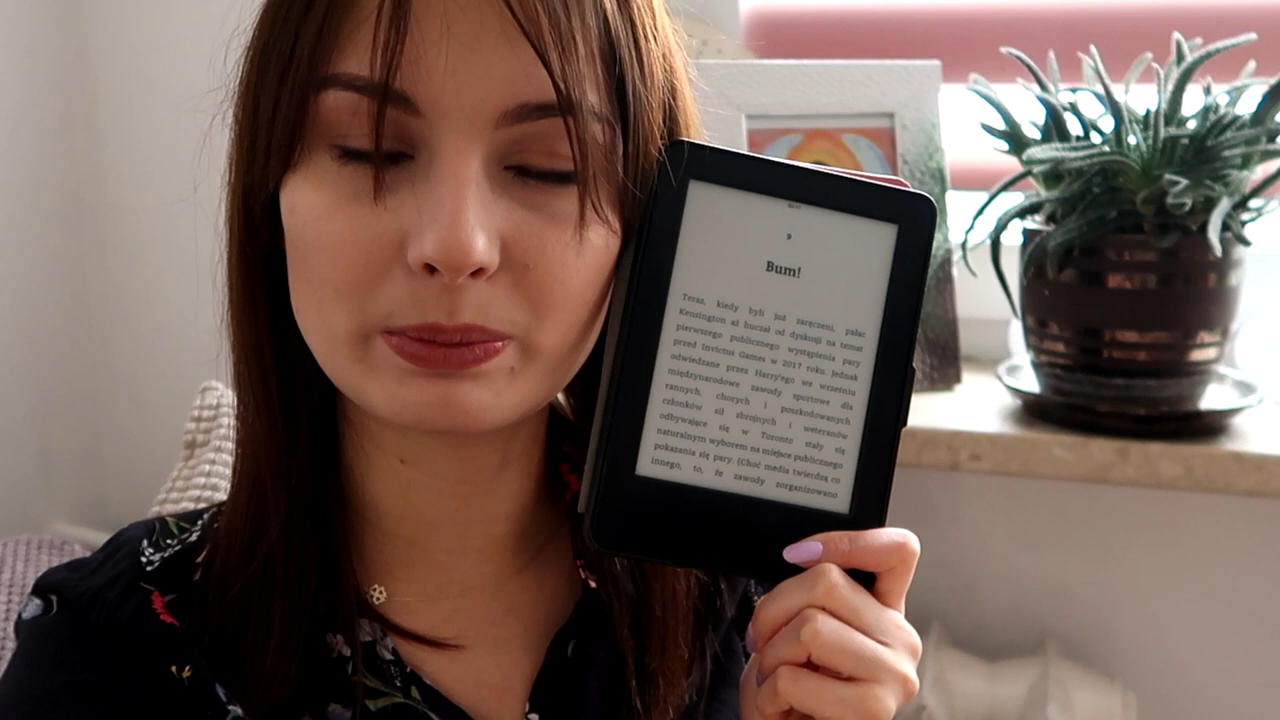 9
Bum!
Teraz, kiedy byli już zaręczeni, pałac
Kensington aż huczał od dyskusji na temat
pierwszego publicznego wystąpienia pary
przed Invictus Games w 2017 roku. Jednak
odwiedzane przez Harry'ego we wrześniu
międzynarodowe zawody sportowe dla
rannych, chorych i poszkodowanych
członków sił zbrojnych i weteranów
odbywające się w Toronto stały się
naturalnym wyborem na miejsce publicznego
pokazania się pary. (Choć media twierdzą co
innego, to, że zawody zorganizowano